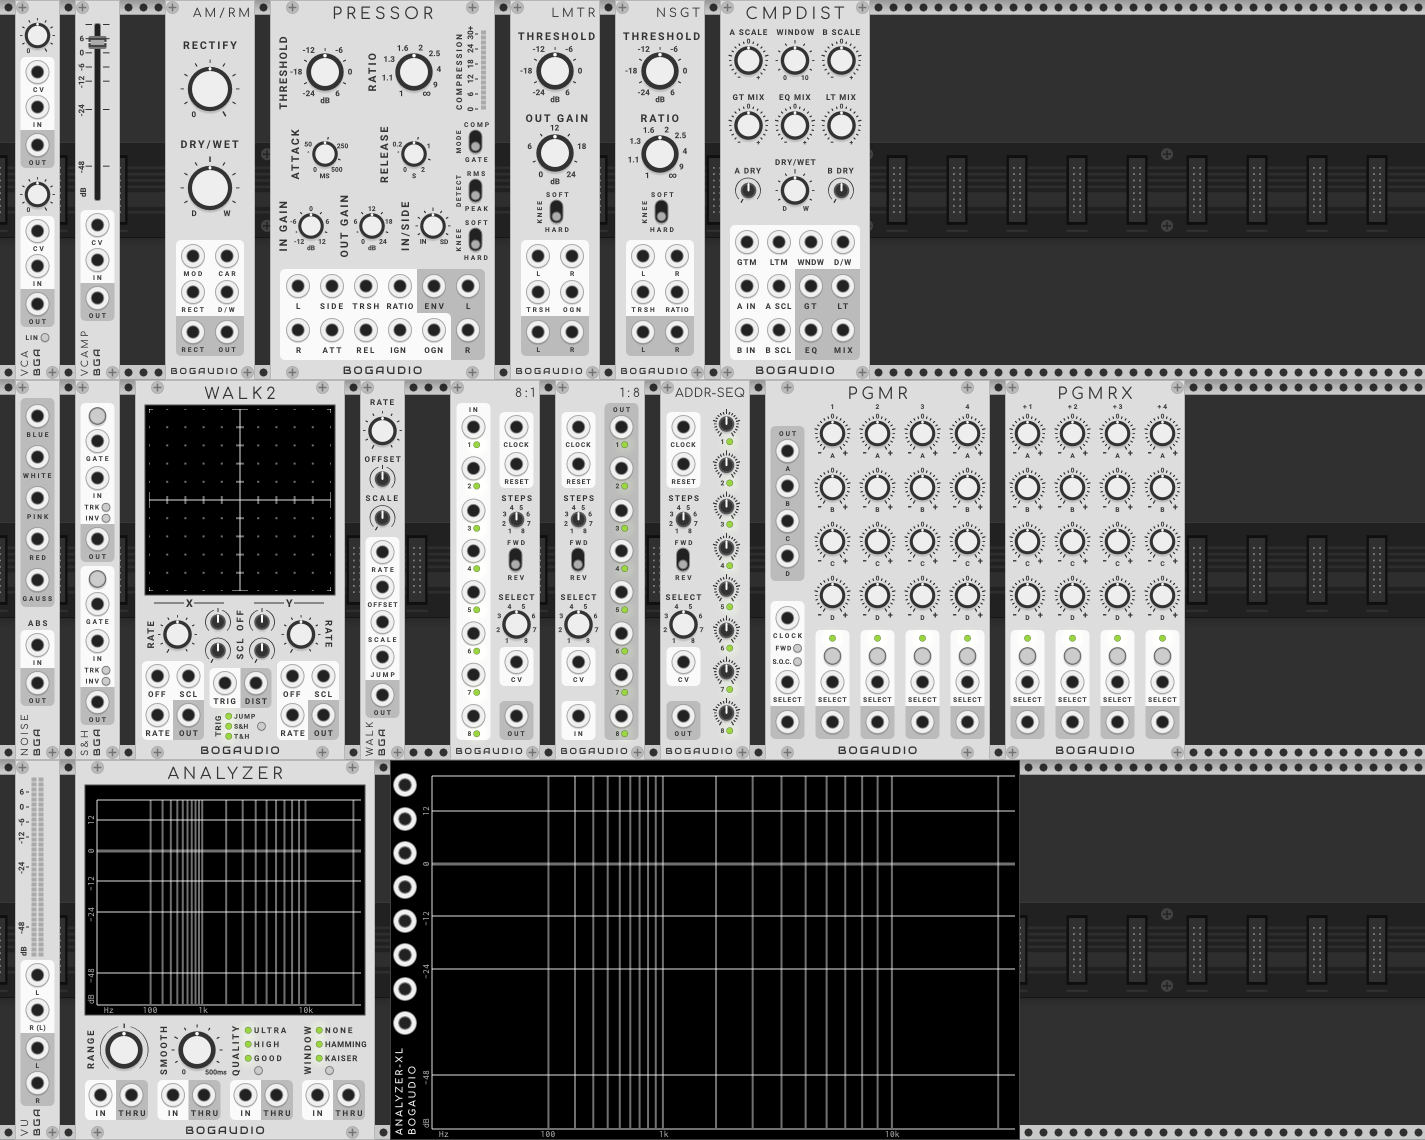 0
CV
IN
OUT
0
CV
IN
OUT
LIN
VCA
BGA
6
0
-6
-12
-24
-48
dB
CV
IN
OUT
VCAMP
BGA
AM/RM
RECTIFY
0
DRY/WET
D W
MOD CAR
RECT D/W
RECT OUT
BOGAUDIO
PRESSOR
THRESHOLD
-12 -6
-18 0
-24 6
dB
RATIO
1.6 2
1.3 2.5
1.1 4
9
1 ∞
COMPRESSION
30+
24
18
12
6
0
ATTACK
50 250
0 500
MS
RELEASE
0.2 1
0 2
S
MODE
COMP
GATE
DETECT
RMS
PEAK
KNEE
SOFT
HARD
IN GAIN
0
-6 6
-12 12
dB
OUT GAIN
12
6 18
0 24
dB
IN/SIDE
IN SD
L SIDE TRSH RATIO ENV L
R ATT REL IGN OGN R
BOGAUDIO
LMTR
THRESHOLD
-12 -6
-18 0
-24 6
dB
OUT GAIN
12
6 18
0 24
dB
KNEE
SOFT
HARD
L R
TRSH OGN
L R
BOGAUDIO
NSGT
THRESHOLD
-12 -6
-18 0
-24 6
dB
RATIO
1.6 2
1.3 2.5
1.1 4
9
1 ∞
KNEE
SOFT
HARD
L R
TRSH RATIO
L R
BOGAUDIO
CMPDIST
A SCALE WINDOW B SCALE
- + 0 10 - +
GT MIX EQ MIX LT MIX
- + - + - +
DRY/WET
A DRY B DRY
D W
GTM LTM WNDW D/W
A IN A SCL GT LT
B IN B SCL EQ MIX
BOGAUDIO
BLUE
WHITE
PINK
RED
GAUSS
ABS
IN
OUT
NOISE
BGA
GATE
IN
TRK
INV
OUT
GATE
IN
TRK
INV
OUT
S&H
BGA
WALK2
X Y
RATE
SCL OFF
RATE
OFF SCL
TRIG DIST
OFF SCL
RATE OUT
TRIG
JUMP
S&H
T&H
RATE OUT
BOGAUDIO
RATE
OFFSET
SCALE
RATE
OFFSET
SCALE
JUMP
OUT
WALK
BGA
8:1
IN
1
2
3
4
5
6
7
8
CLOCK
RESET
STEPS
4 5
3 6
2 7
1 8
FWD
REV
SELECT
4 5
3 6
2 7
1 8
CV
OUT
BOGAUDIO
1:8
CLOCK
RESET
STEPS
4 5
3 6
2 7
1 8
FWD
REV
SELECT
4 5
3 6
2 7
1 8
CV
IN
OUT
1
2
3
4
5
6
7
8
BOGAUDIO
ADDR-SEQ
CLOCK
RESET
STEPS
4 5
3 6
2 7
1 8
FWD
REV
SELECT
4 5
3 6
2 7
1 8
CV
OUT
1
2
3
4
5
6
7
8
BOGAUDIO
PGMR
OUT
A
B
C
D
CLOCK
FWD
S.O.C.
1 2 3 4
- A + - A + - A + - A +
- B + - B + - B + - B +
- C + - C + - C + - C +
- D + - D + - D + - D +
SELECT SELECT SELECT SELECT
BOGAUDIO
PGMRX
+1 +2 +3 +4
- A + - A + - A + - A +
- B + - B + - B + - B +
- C + - C + - C + - C +
- D + - D + - D + - D +
SELECT SELECT SELECT SELECT
BOGAUDIO
6
0
-6
-12
-24
-48
dB
L
R (L)
L
R
VU
BGA
ANALYZER
12
0
-12
-24
-48
dB
Hz 100 1k 10k
RANGE
SMOOTH
0 500ms
QUALITY
ULTRA
HIGH
GOOD
WINDOW
NONE
HAMMING
KAISER
IN THRU IN THRU IN THRU IN THRU
BOGAUDIO
12
0
-12
-24
-48
dB
Hz 100 1k 10k
ANALYZER-XL
BOGAUDIO